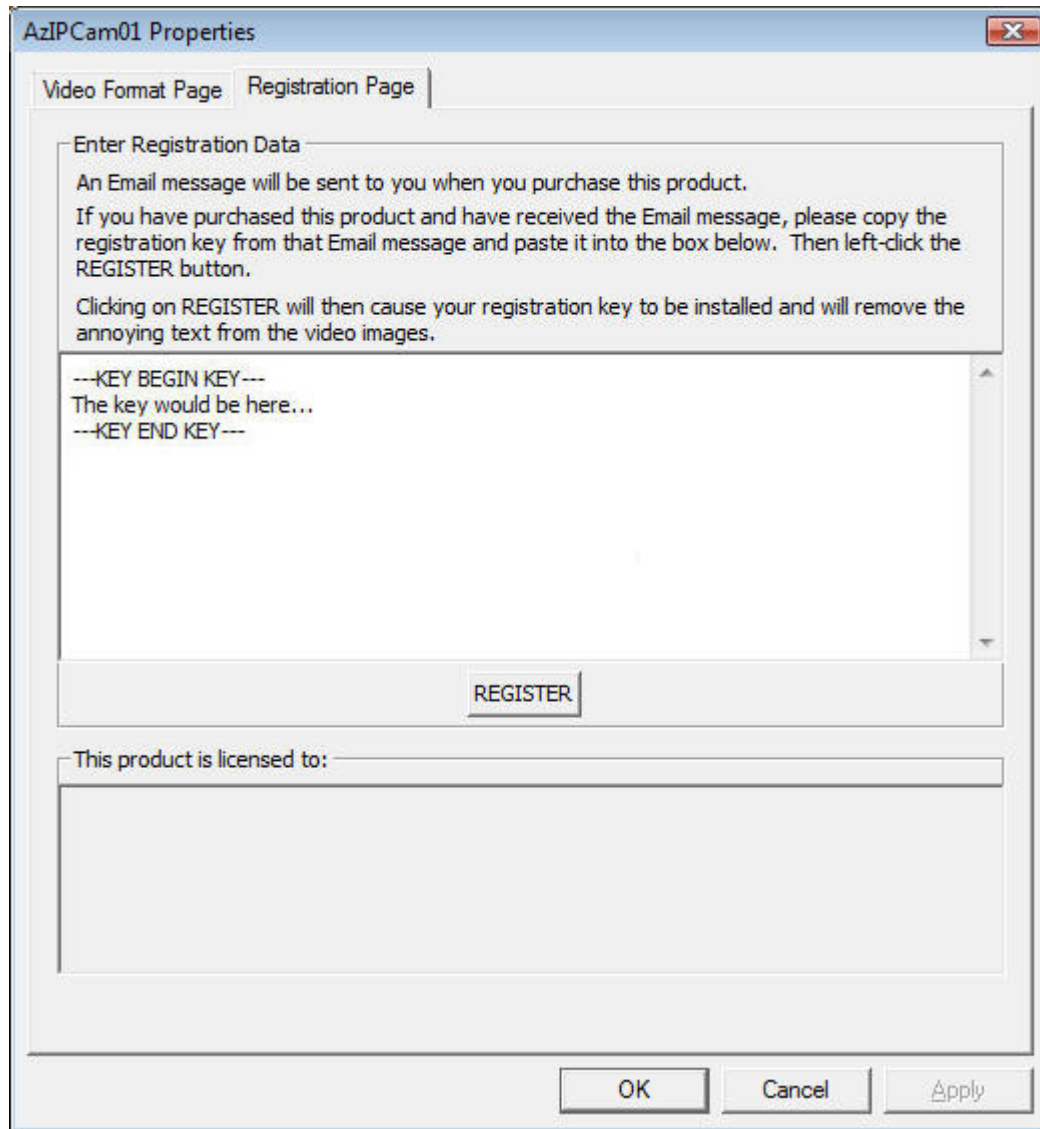 AzIPCam01 Properties
Video Format Page
Registration Page
Enter Registration Data
An Email message will be sent to you when you purchase this product.
If you have purchased this product and have received the Email message, please copy the
registration key from that Email message and paste it into the box below.  Then left-click the
REGISTER button.
Clicking on REGISTER will then cause your registration key to be installed and will remove the
annoying text from the video images.
---KEY BEGIN KEY---
The key would be here...
---KEY END KEY---
REGISTER
This product is licensed to:
OK
Cancel
Apply